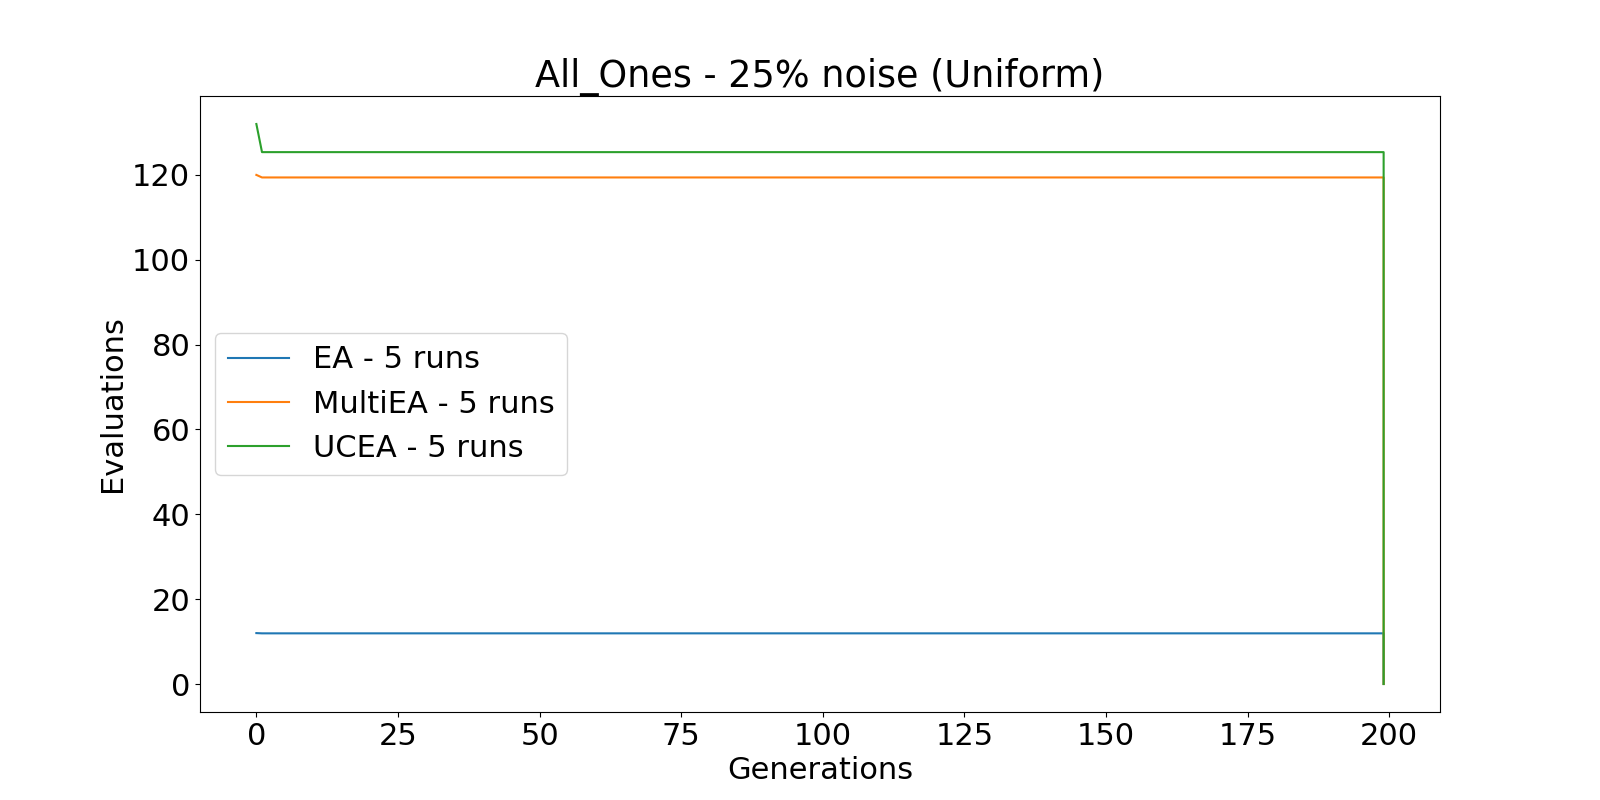 All_Ones - 25% noise (Uniform)
Evaluations
120
100
80
60
40
20
0
EA - 5 runs
MultiEA - 5 runs
UCEA - 5 runs
0 25 50 75 100 125 150 175 200
Generations